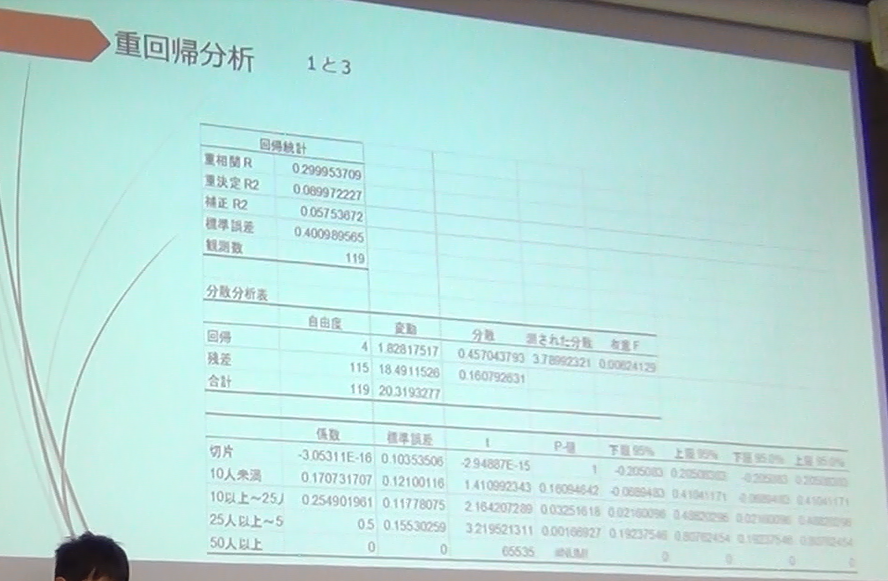 重回帰分析 1と3
回帰統計
重相関 R 0.299953709
重決定 R2 0.089972227
補正 R2 0.05753672
標準誤差 0.400989565
観測数 119
分散分析表
自由度 変動 分散 測された分散 有意 F
回帰 4 1.82817517 0.457043793 3.78992321 0.00624129
残差 115 18.4911526 0.160792631
合計 119 20.3193277
係数 標準誤差 t P-値 下限 95% 上限 95% 下限 95.0% 上限 95.0%
切片 -3.05311E-16 0.10353506 -2.94887E-15 1 -0.205083 0.20508303 -0.205083 0.20508303
10人未満 0.170731707 0.12100116 1.410992343 0.16094642 -0.0689483 0.41041171 -0.0689483 0.41041171
10以上~25人 0.254901961 0.11778075 2.164207289 0.03251618 0.02160096 0.48820296 0.02160096 0.48820296
25人以上~5 0.5 0.15530259 3.219521311 0.00166927 0.19237546 0.80762454 0.19237546 0.80762454
50人以上 0 0 65535 #NUM! 0 0 0 0